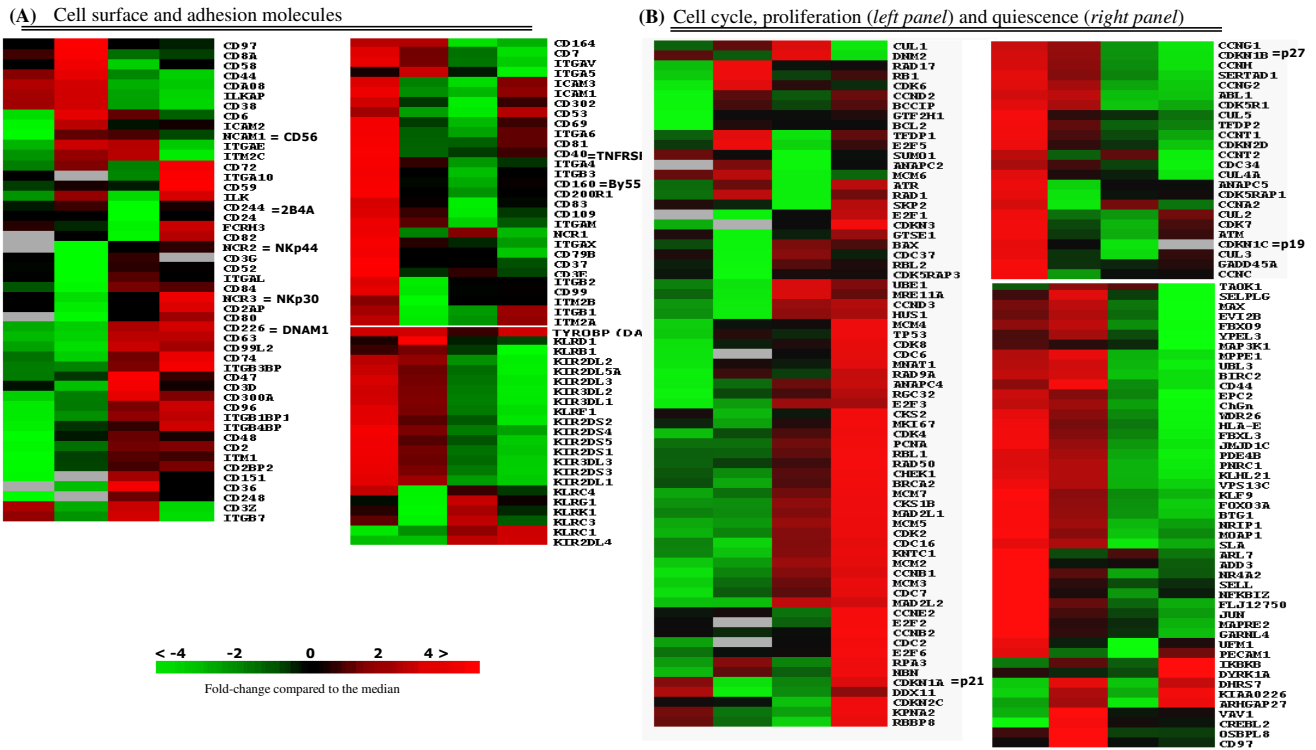 (A) Cell surface and adhesion molecules
CD97
CD8A
CD58
CD44
CDA08
ILKAP
CD38
CD6
ICAM2
NCAM1 = CD56
ITGAE
ITM2C
CD72
ITGA10
CD59
ILK
CD244 =2B4A
CD24
FCRH3
CD82
NCR2 = NKp44
CD3G
CD52
ITGAL
CD84
NCR3 = NKp30
CD2AP
CD80
CD226 = DNAM1
CD63
CD99L2
CD74
ITGB3BP
CD47
CD3D
CD300A
CD96
ITGB1BP1
ITGB4BP
CD48
CD2
ITM1
CD2BP2
CD151
CD36
CD248
CD3Z
ITGB7
CD164
CD7
ITGAV
ITGA5
ICAM3
ICAM1
CD302
CD53
CD69
ITGA6
CD81
CD40 =TNFRSI
ITGA4
ITGB3
CD160 =By55
CD200R1
CD83
CD109
ITGAM
NCR1
ITGAX
CD79B
CD37
CD3E
ITGB2
CD99
ITM2B
ITGB1
ITM2A
TYROBP (DA
KLRD1
KLRB1
KIR2DL2
KIR2DL5A
KIR2DL3
KIR3DL2
KIR3DL1
KLRF1
KIR2DS2
KIR2DS4
KIR2DS5
KIR2DS1
KIR3DL3
KIR2DS3
KIR2DL1
KLRC4
KLRG1
KLRK1
KLRC3
KLRC1
KIR2DL4
< -4 -2 0 2 4 >
Fold-change compared to the median
(B) Cell cycle, proliferation (left panel) and quiescence (right panel)
CUL1
DNM2
RAD17
RB1
CDK6
CCND2
BCCIP
GTF2H1
BCL2
TFDP1
E2F5
SUMO1
ANAPC2
MCM6
ATR
RAD1
SKP2
E2F1
CDKN3
GTSE1
BAX
CDC37
RBL2
CDK5RAP3
UBE1
MRE11A
CCND3
HUS1
MCM4
TP53
CDK8
CDC6
MNAT1
RAD9A
ANAPC4
RGC32
E2F3
CKS2
MKI67
CDK4
PCNA
RBL1
RAD50
CHEK1
BRCA2
MCM7
CKS1B
MAD2L1
MCM5
CDK2
CDC16
KNTC1
MCM2
CCNB1
MCM3
CDC7
MAD2L2
CCNE2
E2F2
CCNB2
CDC2
E2F6
RPA3
NBN
CDKN1A =p21
DDX11
CDKN2C
KPNA2
RBBP8
CCNG1
CDKN1B =p27
CCNH
SERTAD1
CCNG2
ABL1
CDK5R1
CUL5
TFDP2
CCNT1
CDKN2D
CCNT2
CDC34
CUL4A
ANAPC5
CDK5RAP1
CCNA2
CUL2
CDK7
ATM
CDKN1C =p19
CUL3
GADD45A
CCNC
TAOK1
SELPLG
MAX
EVI2B
FBXO9
YPEL3
MAP3K1
MPPE1
UBL3
BIRC2
CD44
EPC2
ChGn
WDR26
HLA-E
FBXL3
JMJD1C
PDE4B
PNRC1
KLHL21
VPS13C
KLF9
FOXO3A
BTG1
NRIP1
MOAP1
SLA
ARL7
ADD3
NR4A2
SELL
NFKBIZ
FLJ12750
JUN
MAPRE2
GARNL4
UFM1
PECAM1
IKBKB
DYRK1A
DHRS7
KIAA0226
ARHGAP27
VAV1
CREBL2
OSBPL8
CD97